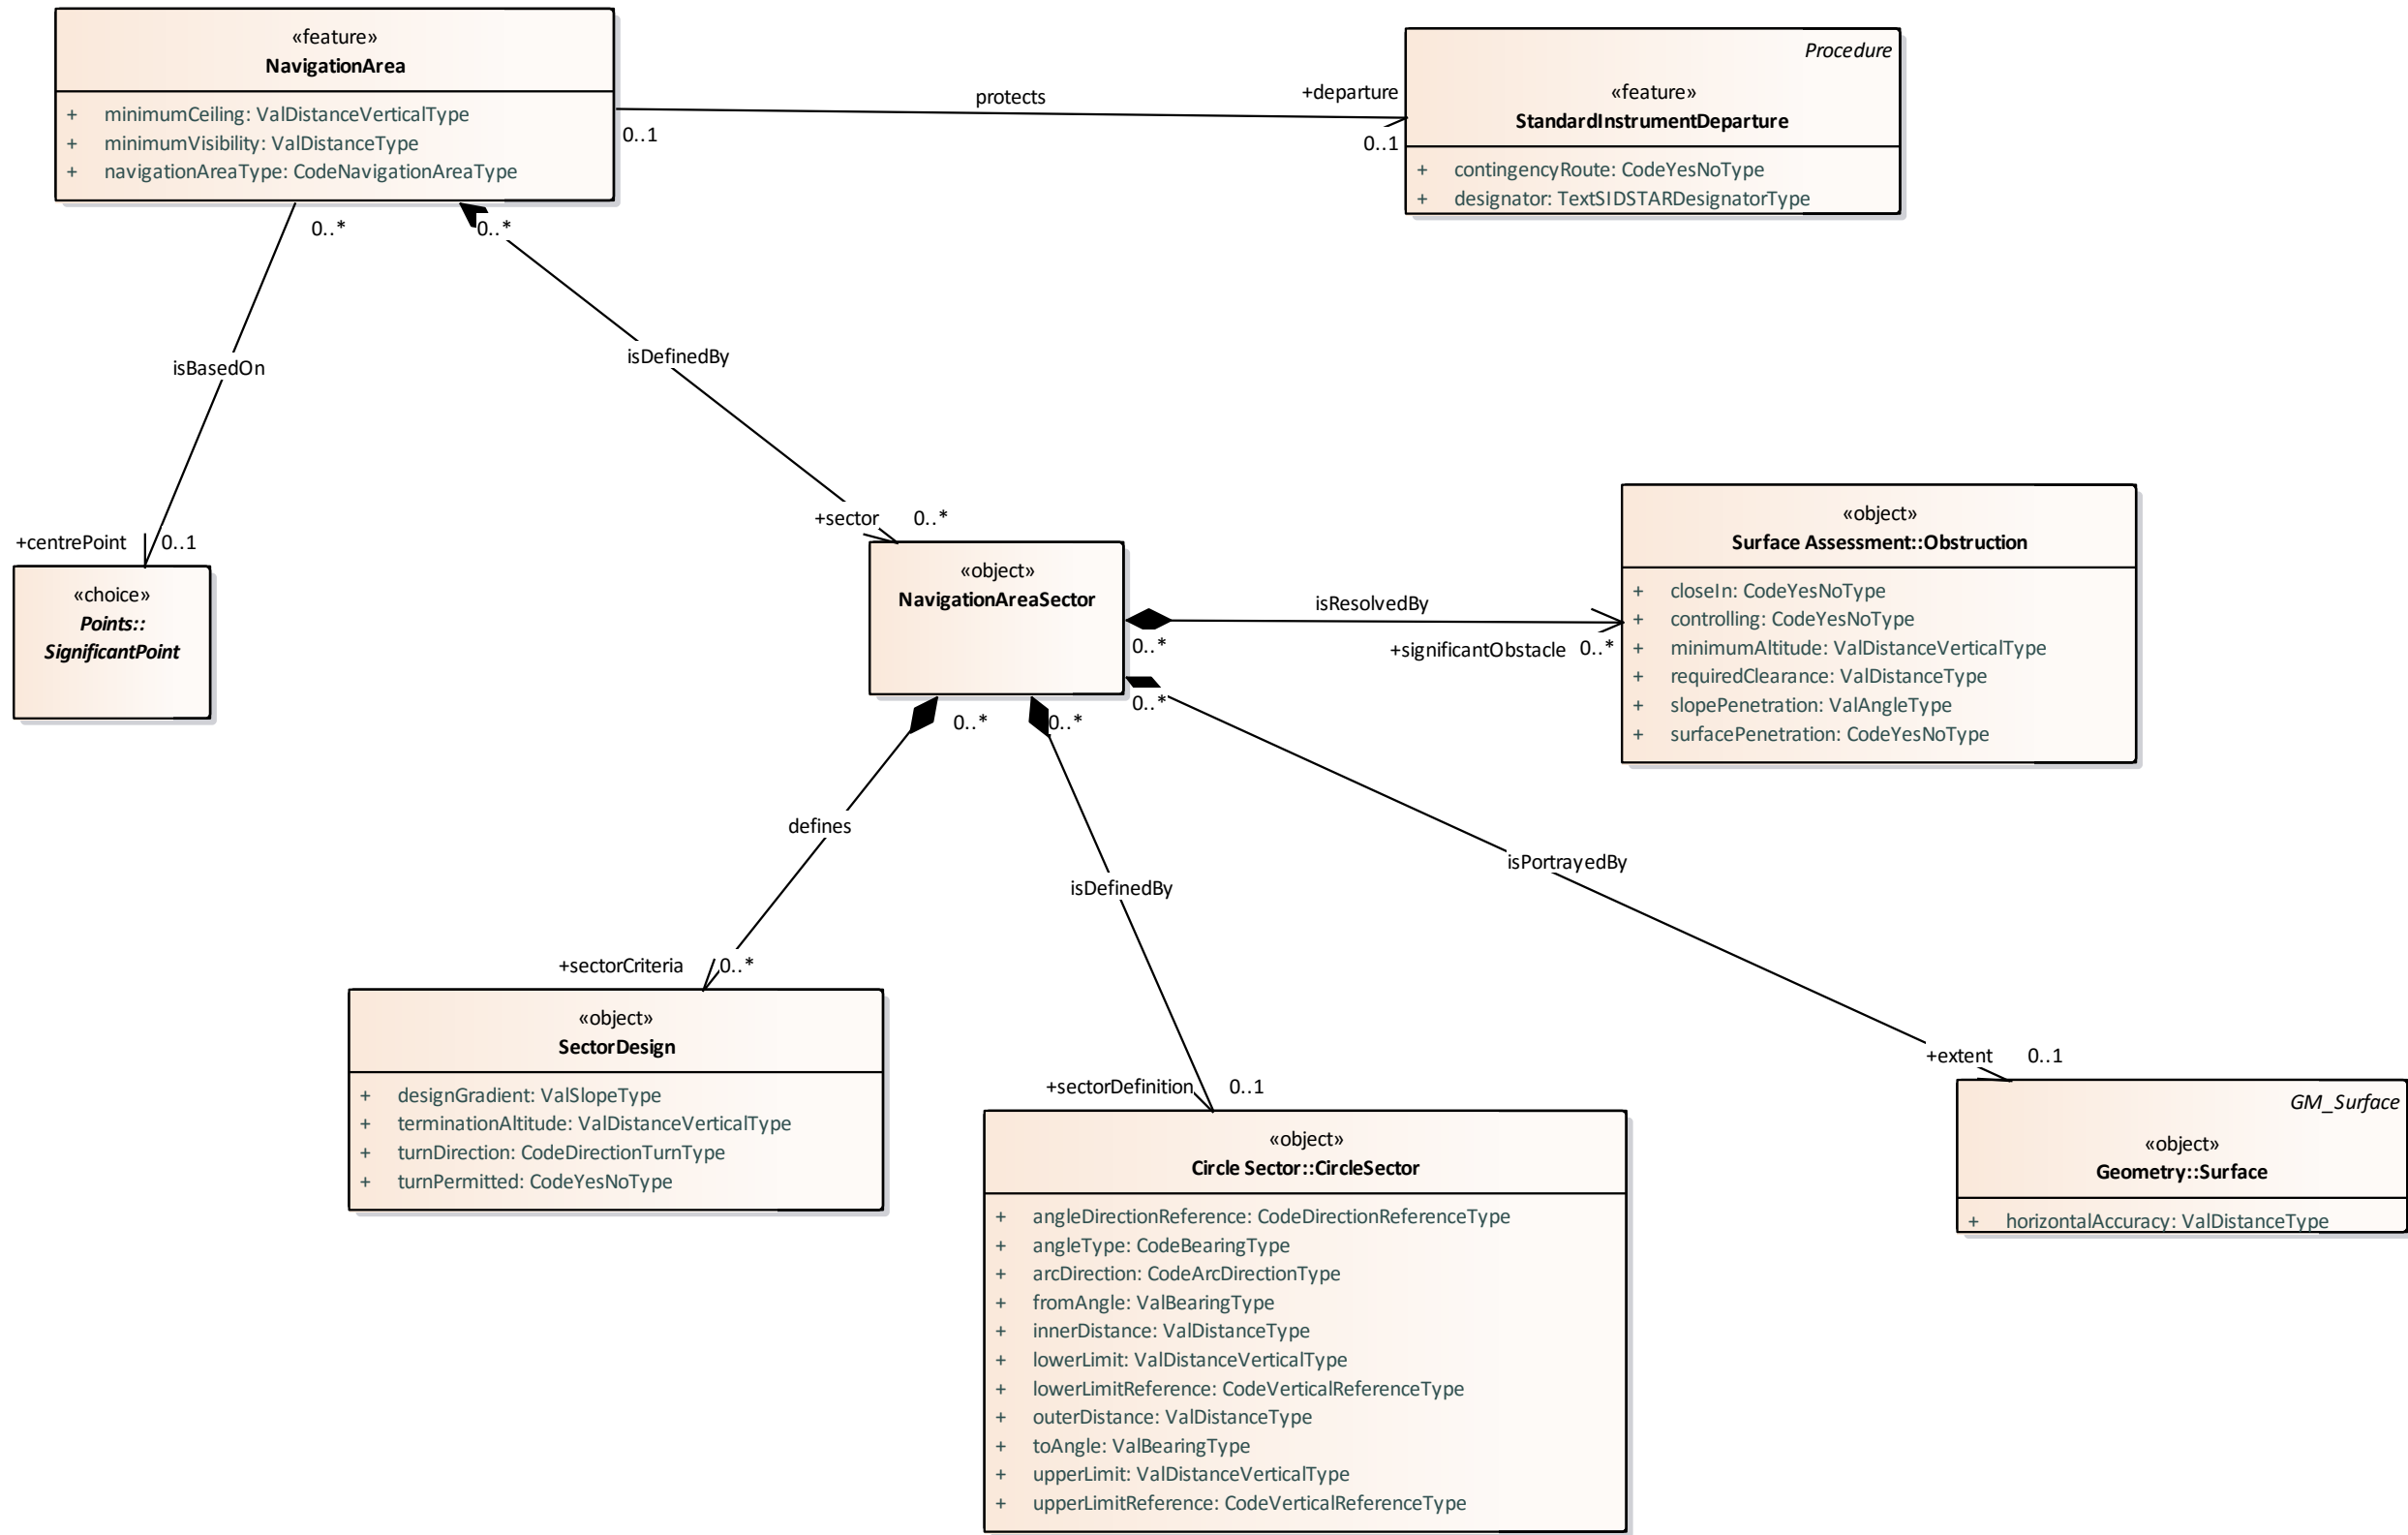 «feature»
NavigationArea
+ minimumCeiling: ValDistanceVerticalType
+ minimumVisibility: ValDistanceType
+ navigationAreaType: CodeNavigationAreaType
Procedure
«feature»
StandardInstrumentDeparture
+ contingencyRoute: CodeYesNoType
+ designator: TextSIDSTARDesignatorType
protects
+departure
0..1
0..1
0..*
0..*
isBasedOn
isDefinedBy
+centrePoint
0..1
«choice»
Points::
SignificantPoint
+sector
0..*
«object»
NavigationAreaSector
«object»
Surface Assessment::Obstruction
+ closeIn: CodeYesNoType
+ controlling: CodeYesNoType
+ minimumAltitude: ValDistanceVerticalType
+ requiredClearance: ValDistanceType
+ slopePenetration: ValAngleType
+ surfacePenetration: CodeYesNoType
isResolvedBy
0..*
+significantObstacle
0..*
0..*
0..*
0..*
defines
isDefinedBy
isPortrayedBy
+sectorCriteria
0..*
«object»
SectorDesign
+ designGradient: ValSlopeType
+ terminationAltitude: ValDistanceVerticalType
+ turnDirection: CodeDirectionTurnType
+ turnPermitted: CodeYesNoType
+sectorDefinition
0..1
«object»
Circle Sector::CircleSector
+ angleDirectionReference: CodeDirectionReferenceType
+ angleType: CodeBearingType
+ arcDirection: CodeArcDirectionType
+ fromAngle: ValBearingType
+ innerDistance: ValDistanceType
+ lowerLimit: ValDistanceVerticalType
+ lowerLimitReference: CodeVerticalReferenceType
+ outerDistance: ValDistanceType
+ toAngle: ValBearingType
+ upperLimit: ValDistanceVerticalType
+ upperLimitReference: CodeVerticalReferenceType
+extent
0..1
GM_Surface
«object»
Geometry::Surface
+ horizontalAccuracy: ValDistanceType